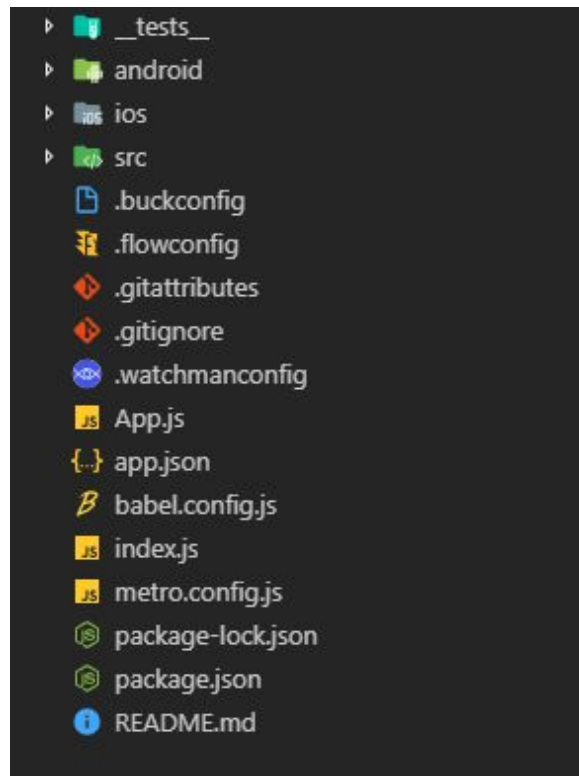 __tests__
android
ios
src
.buckconfig
.flowconfig
.gitattributes
.gitignore
.watchmanconfig
App.js
app.json
babel.config.js
index.js
metro.config.js
package-lock.json
package.json
README.md